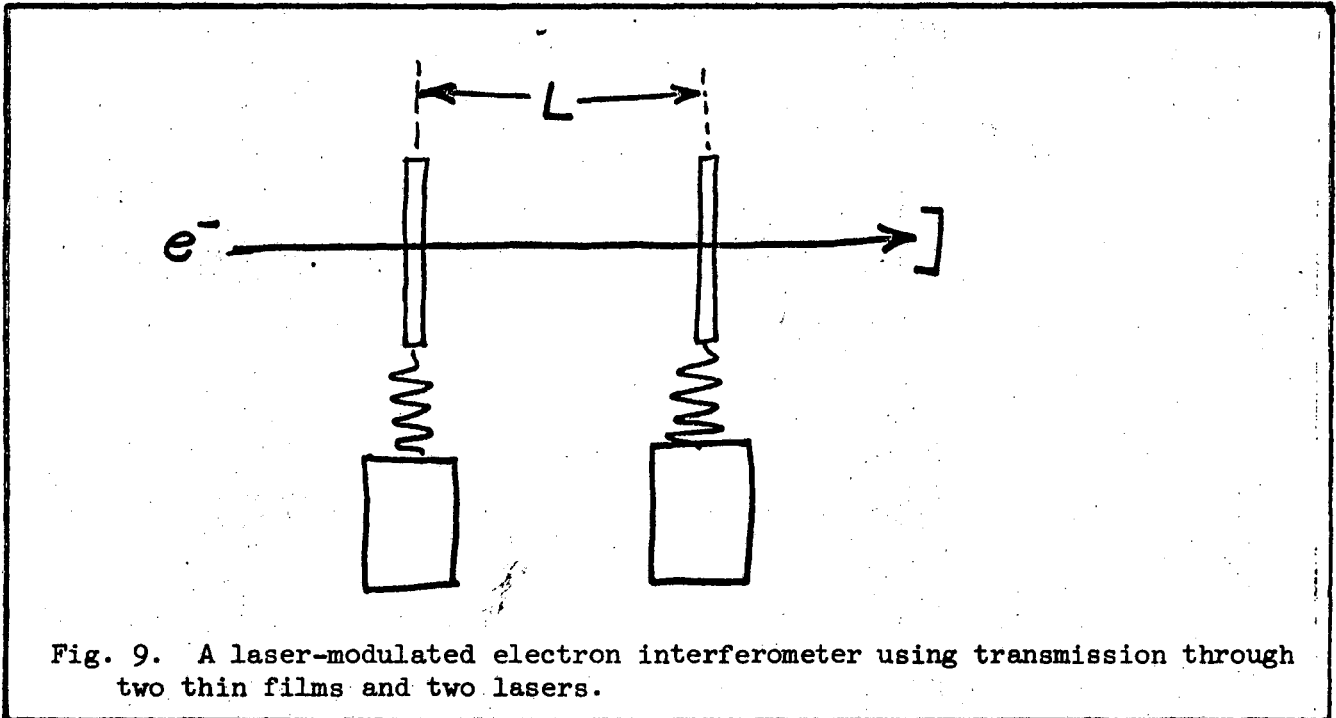 L
e⁻
Fig. 9. A laser-modulated electron interferometer using transmission through
two thin films and two lasers.